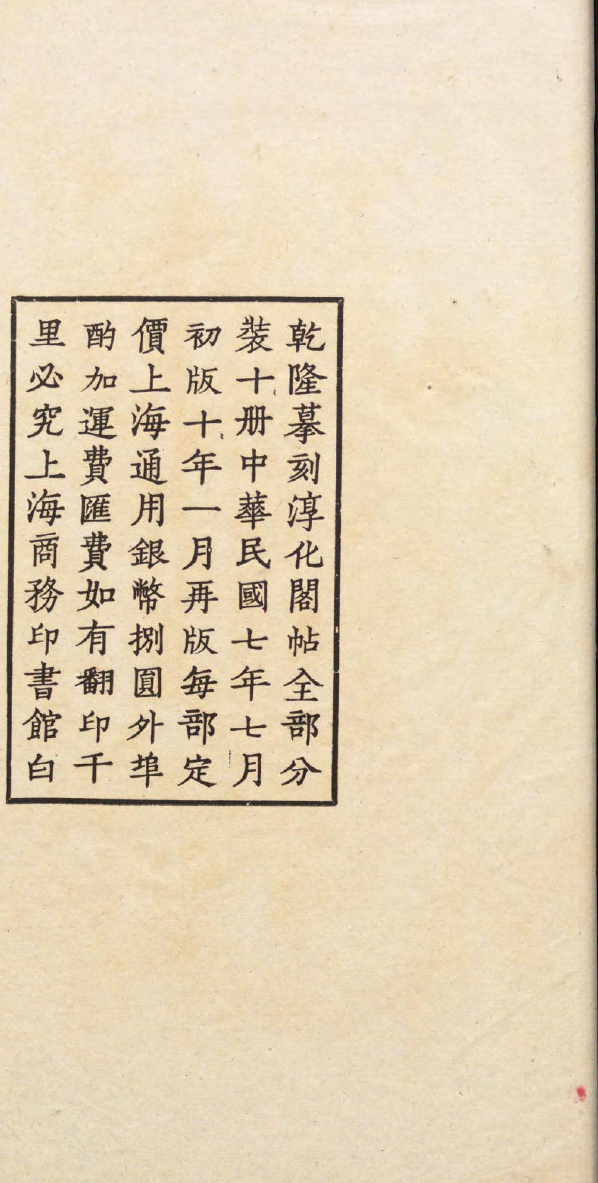 乾隆摹刻淳化閣帖全部分
裝十册中華民國七年七月
初版十年一月再版每部定
價上海通用銀幣捌圓外埠
酌加運費匯費如有翻印千
里必究上海商務印書館白